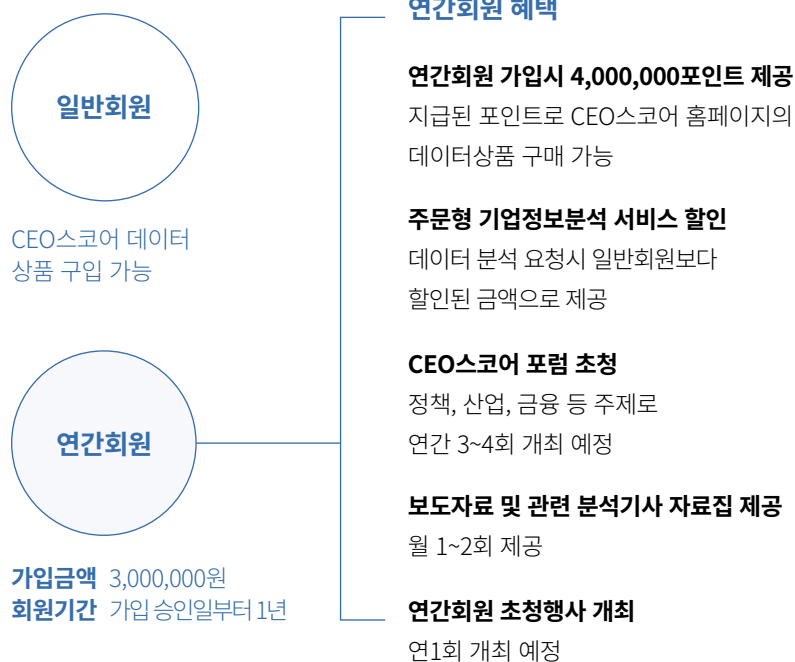 일반회원
CEO스코어 데이터
상품 구입 가능
연간회원
가입금액 3,000,000원
회원기간 가입 승인일부터 1년
연간회원 혜택
연간회원 가입시 4,000,000포인트 제공
지급된 포인트로 CEO스코어 홈페이지의
데이터상품 구매 가능
주문형 기업정보분석 서비스 할인
데이터 분석 요청시 일반회원보다
할인된 금액으로 제공
CEO스코어 포럼 초청
정책, 산업, 금융 등 주제로
연간 3~4회 개최 예정
보도자료 및 관련 분석기사 자료집 제공
월 1~2회 제공
연간회원 초청행사 개최
연1회 개최 예정